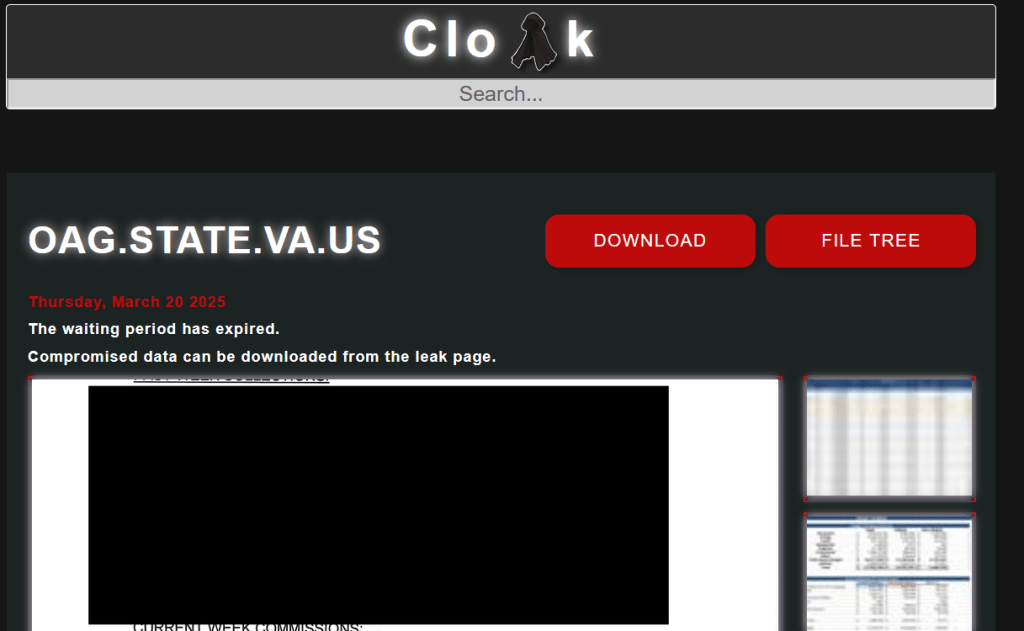 Clo k
Search...
OAG.STATE.VA.US
DOWNLOAD
FILE TREE
Thursday, March 20 2025
The waiting period has expired.
Compromised data can be downloaded from the leak page.
CURRENT WEEK COMMISSIONS: